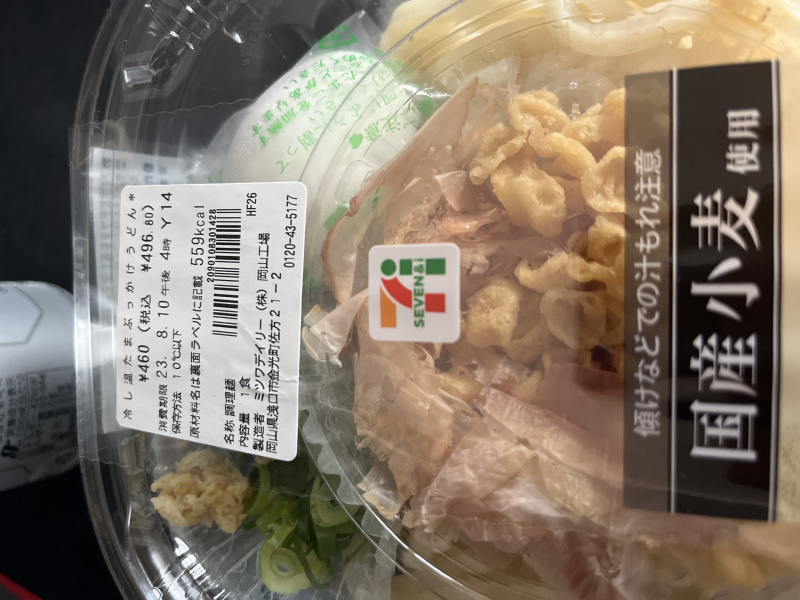 冷し温たまぶっかけうどん*
¥460 (税込 ¥496.80)
消費期限 23. 8. 10 午後 4時 Y14
保存方法 10℃以下
原材料名は裏面ラベルに記載 559kcal
2090108301428
HF26
名称 調理麺
内容量 1食
製造者 ミツワデイリー(株)岡山工場
岡山県浅口市金光町佐方21-2
0120-43-5177
SEVEN&i
傾けなどでの汁もれ注意
国産小麦使用